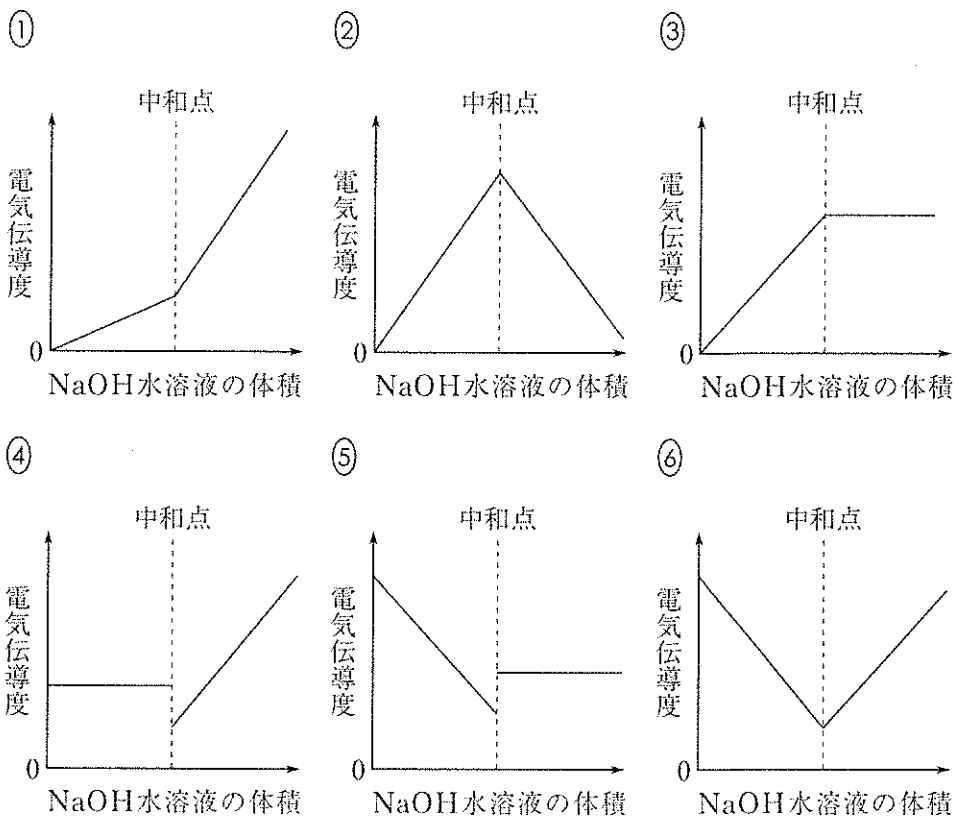 ① ② ③
中和点 中和点 中和点
電気伝導度 電気伝導度 電気伝導度
0 0 0
NaOH水溶液の体積 NaOH水溶液の体積 NaOH水溶液の体積
④ ⑤ ⑥
中和点 中和点 中和点
電気伝導度 電気伝導度 電気伝導度
0 0 0
NaOH水溶液の体積 NaOH水溶液の体積 NaOH水溶液の体積